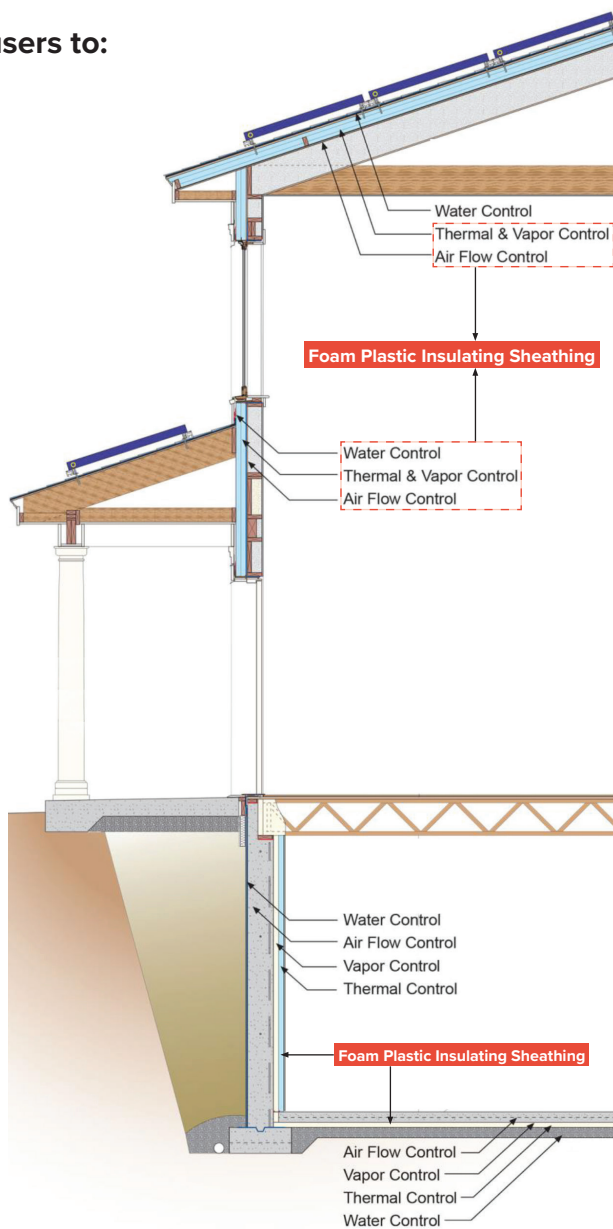 users to:
Water Control
Thermal & Vapor Control
Air Flow Control
Foam Plastic Insulating Sheathing
Water Control
Thermal & Vapor Control
Air Flow Control
Water Control
Air Flow Control
Vapor Control
Thermal Control
Foam Plastic Insulating Sheathing
Air Flow Control
Vapor Control
Thermal Control
Water Control